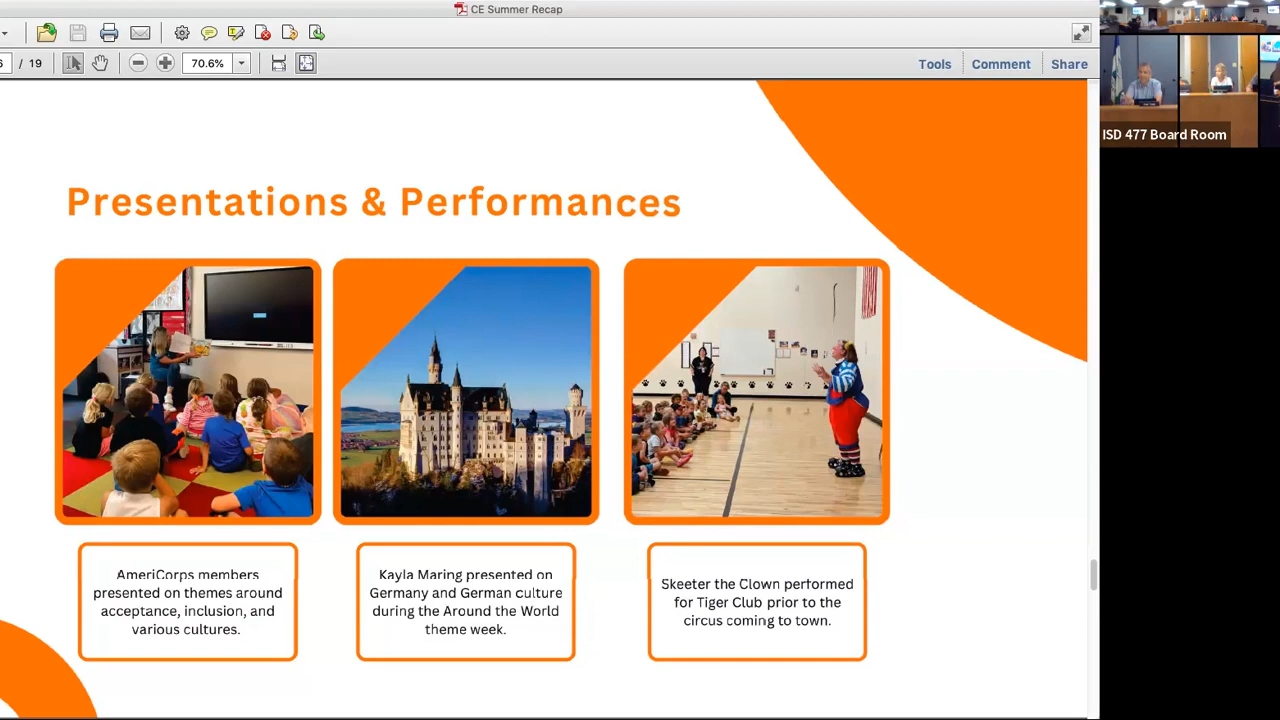 CE Summer Recap
/ 19
70.6%
Tools
Comment
Share
ISD 477 Board Room
Presentations & Performances
AmeriCorps members
presented on themes around
acceptance, inclusion, and
various cultures.
Kayla Maring presented on
Germany and German culture
during the Around the World
theme week.
Skeeter the Clown performed
for Tiger Club prior to the
circus coming to town.